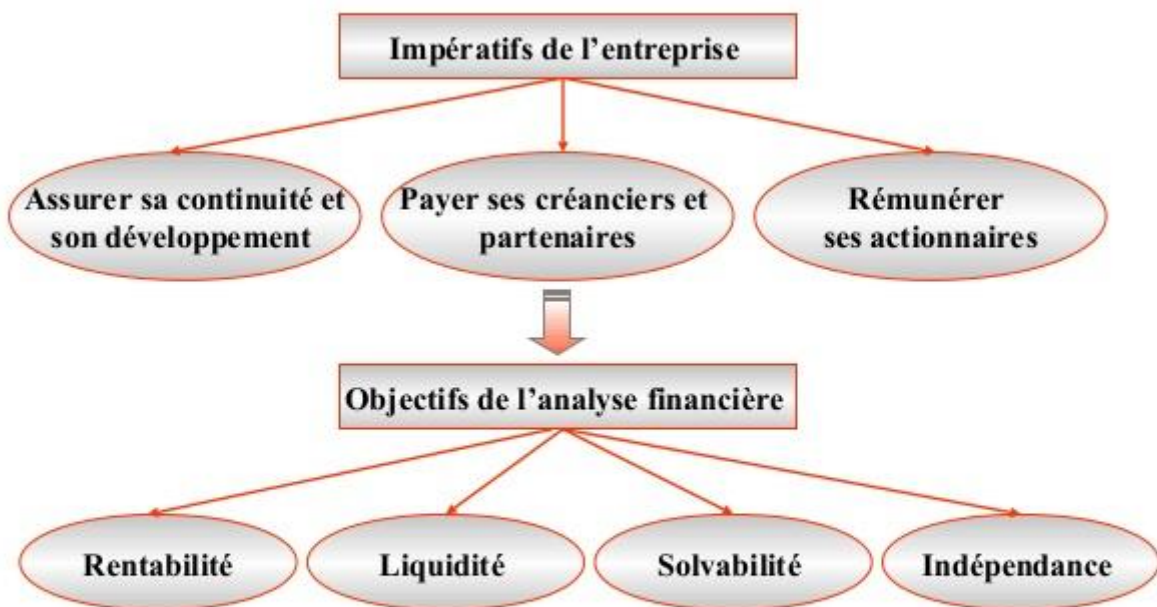 Impératifs de l'entreprise
Assurer sa continuité et
son développement
Payer ses créanciers et
partenaires
Rémunérer
ses actionnaires
Objectifs de l'analyse financière
Rentabilité
Liquidité
Solvabilité
Indépendance